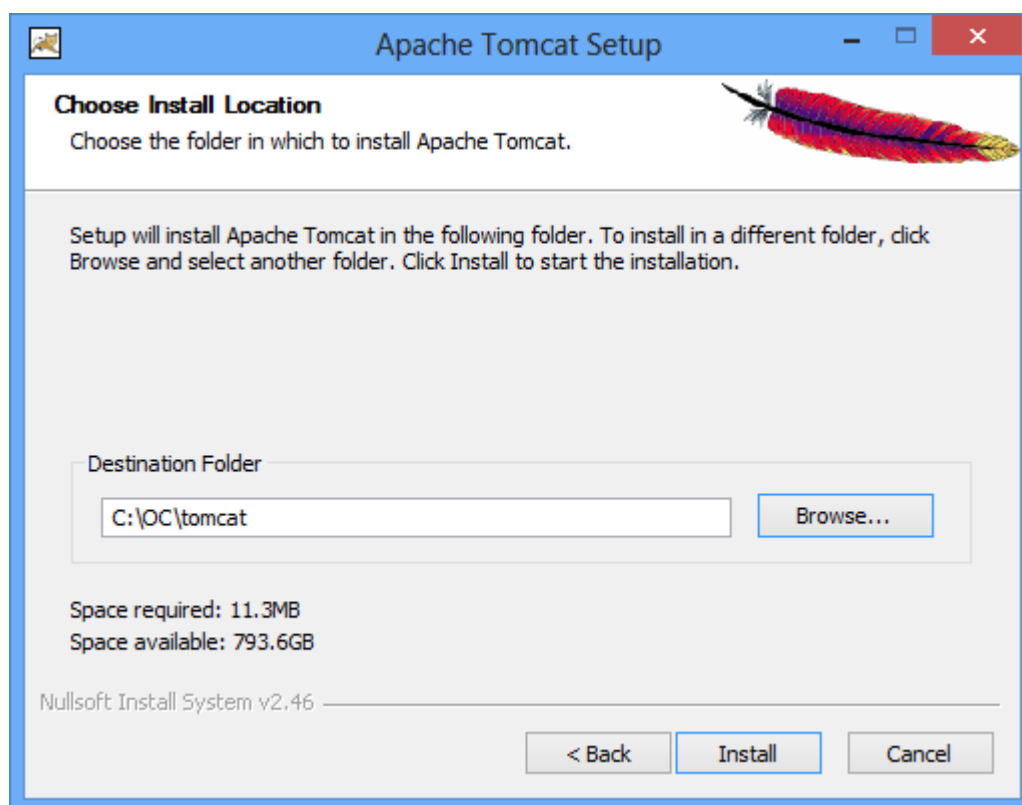 Apache Tomcat Setup
Choose Install Location
Choose the folder in which to install Apache Tomcat.
Setup will install Apache Tomcat in the following folder. To install in a different folder, click
Browse and select another folder. Click Install to start the installation.
Destination Folder
C:\OC\tomcat
Browse...
Space required: 11.3MB
Space available: 793.6GB
Nullsoft Install System v2.46
< Back
Install
Cancel